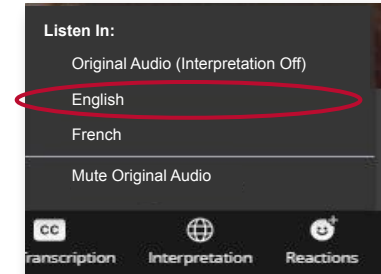 Listen In:
Original Audio (Interpretation Off)
English
French
Mute Original Audio
CC
ranscription Interpretation Reactions